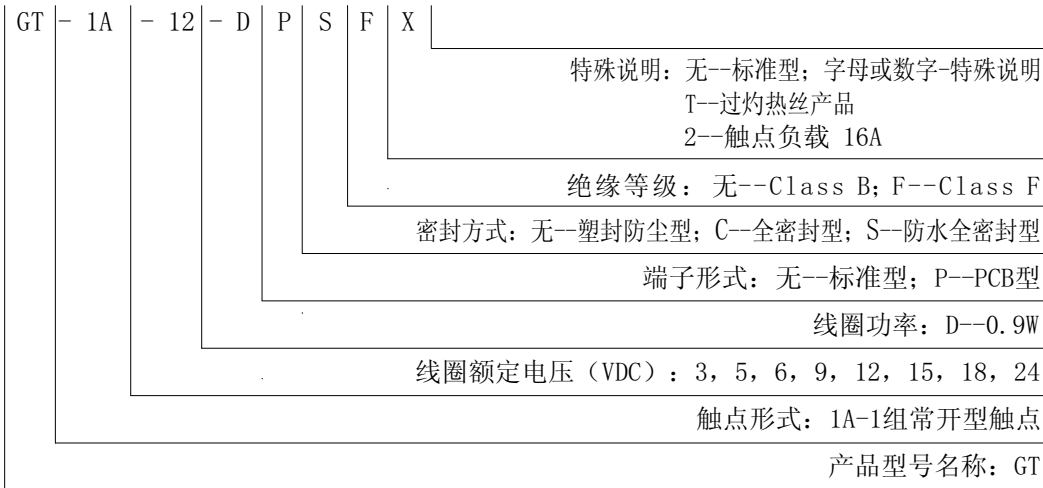 GT - 1A - 12 - D P S F X
特殊说明：无--标准型；字母或数字-特殊说明
T--过灼热丝产品
2--触点负载 16A
绝缘等级：无--Class B；F--Class F
密封方式：无--塑封防尘型；C--全密封型；S--防水全密封型
端子形式：无--标准型；P--PCB型
线圈功率：D--0.9W
线圈额定电压（VDC）：3，5，6，9，12，15，18，24
触点形式：1A-1组常开型触点
产品型号名称：GT